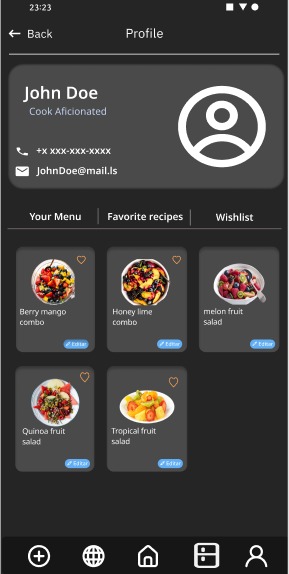 23:23
Back
Profile
John Doe
Cook Aficionated
+x xxx-xxx-xxxx
JohnDoe@mail.ls
Your Menu
Favorite recipes
Wishlist
Berry mango
combo
Editar
Honey lime
combo
Editar
melon fruit
salad
Editar
Quinoa fruit
salad
Editar
Tropical fruit
salad
Editar